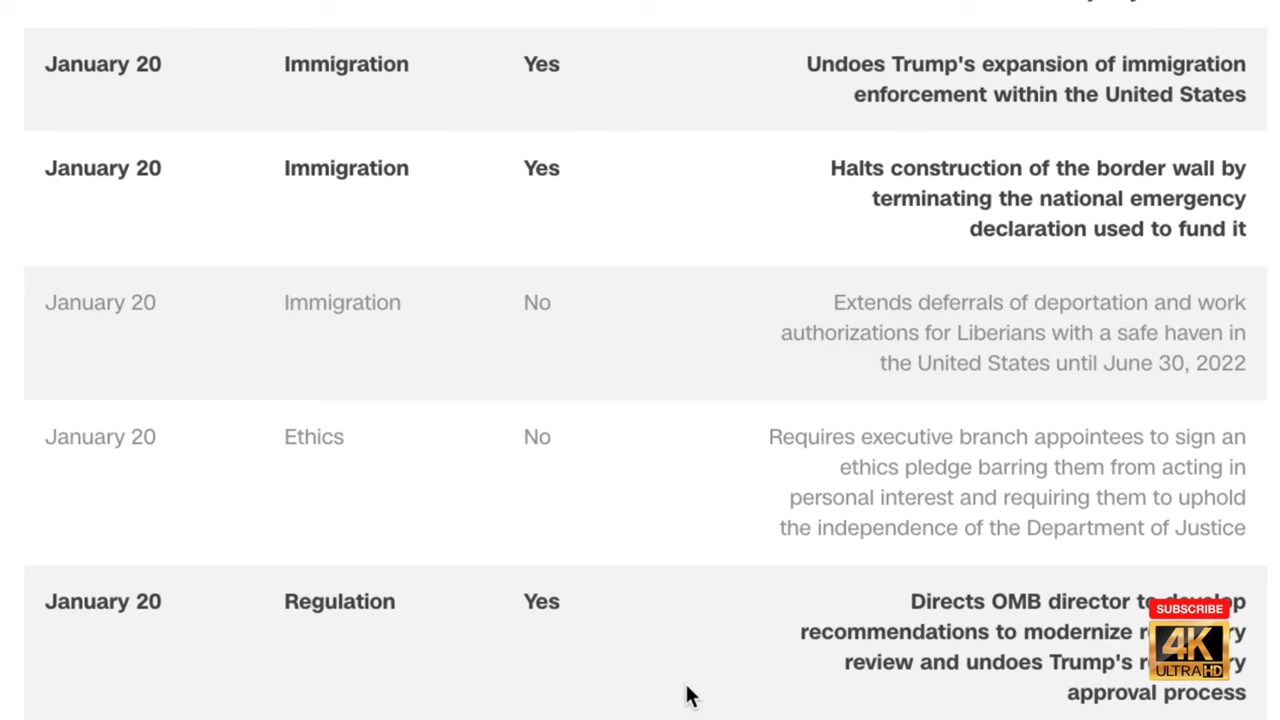 January 20 Immigration Yes Undoes Trump's expansion of immigration
enforcement within the United States
January 20 Immigration Yes Halts construction of the border wall by
terminating the national emergency
declaration used to fund it
January 20 Immigration No Extends deferrals of deportation and work
authorizations for Liberians with a safe haven in
the United States until June 30, 2022
January 20 Ethics No Requires executive branch appointees to sign an
ethics pledge barring them from acting in
personal interest and requiring them to uphold
the independence of the Department of Justice
January 20 Regulation Yes Directs OMB director to
recommendations to modernize
review and undoes Trump's
approval process
SUBSCRIBE
4K
ULTRA HD